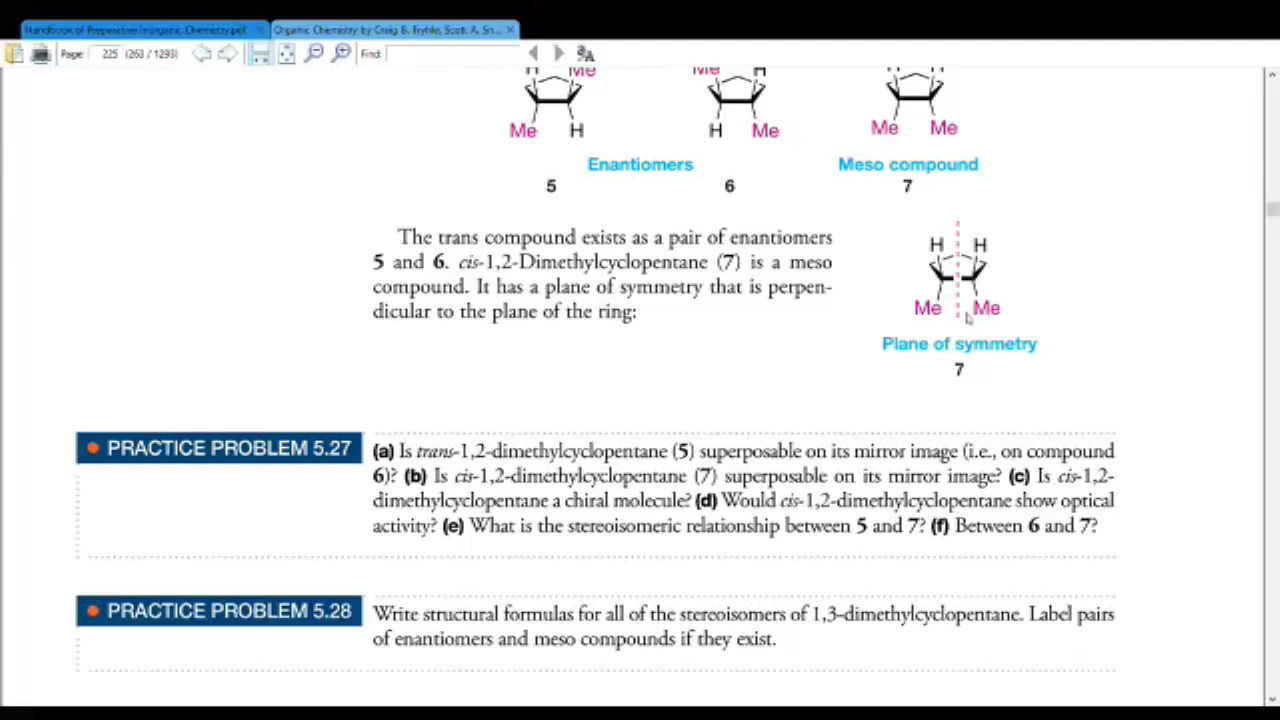 Handbook of Preparative Inorganic Chemistry.pdf
Organic Chemistry by Craig B. Fryhle, Scott A. Sn...
Page: 225 (263 / 1293)
Find:
H Me Me H H H
Me H H Me Me Me
Enantiomers Meso compound
5 6 7
The trans compound exists as a pair of enantiomers
5 and 6. cis-1,2-Dimethylcyclopentane (7) is a meso
compound. It has a plane of symmetry that is perpen-
dicular to the plane of the ring:
H H
Me Me
Plane of symmetry
7
PRACTICE PROBLEM 5.27
(a) Is trans-1,2-dimethylcyclopentane (5) superposable on its mirror image (i.e., on compound
6)? (b) Is cis-1,2-dimethylcyclopentane (7) superposable on its mirror image? (c) Is cis-1,2-
dimethylcyclopentane a chiral molecule? (d) Would cis-1,2-dimethylcyclopentane show optical
activity? (e) What is the stereoisomeric relationship between 5 and 7? (f) Between 6 and 7?
PRACTICE PROBLEM 5.28
Write structural formulas for all of the stereoisomers of 1,3-dimethylcyclopentane. Label pairs
of enantiomers and meso compounds if they exist.